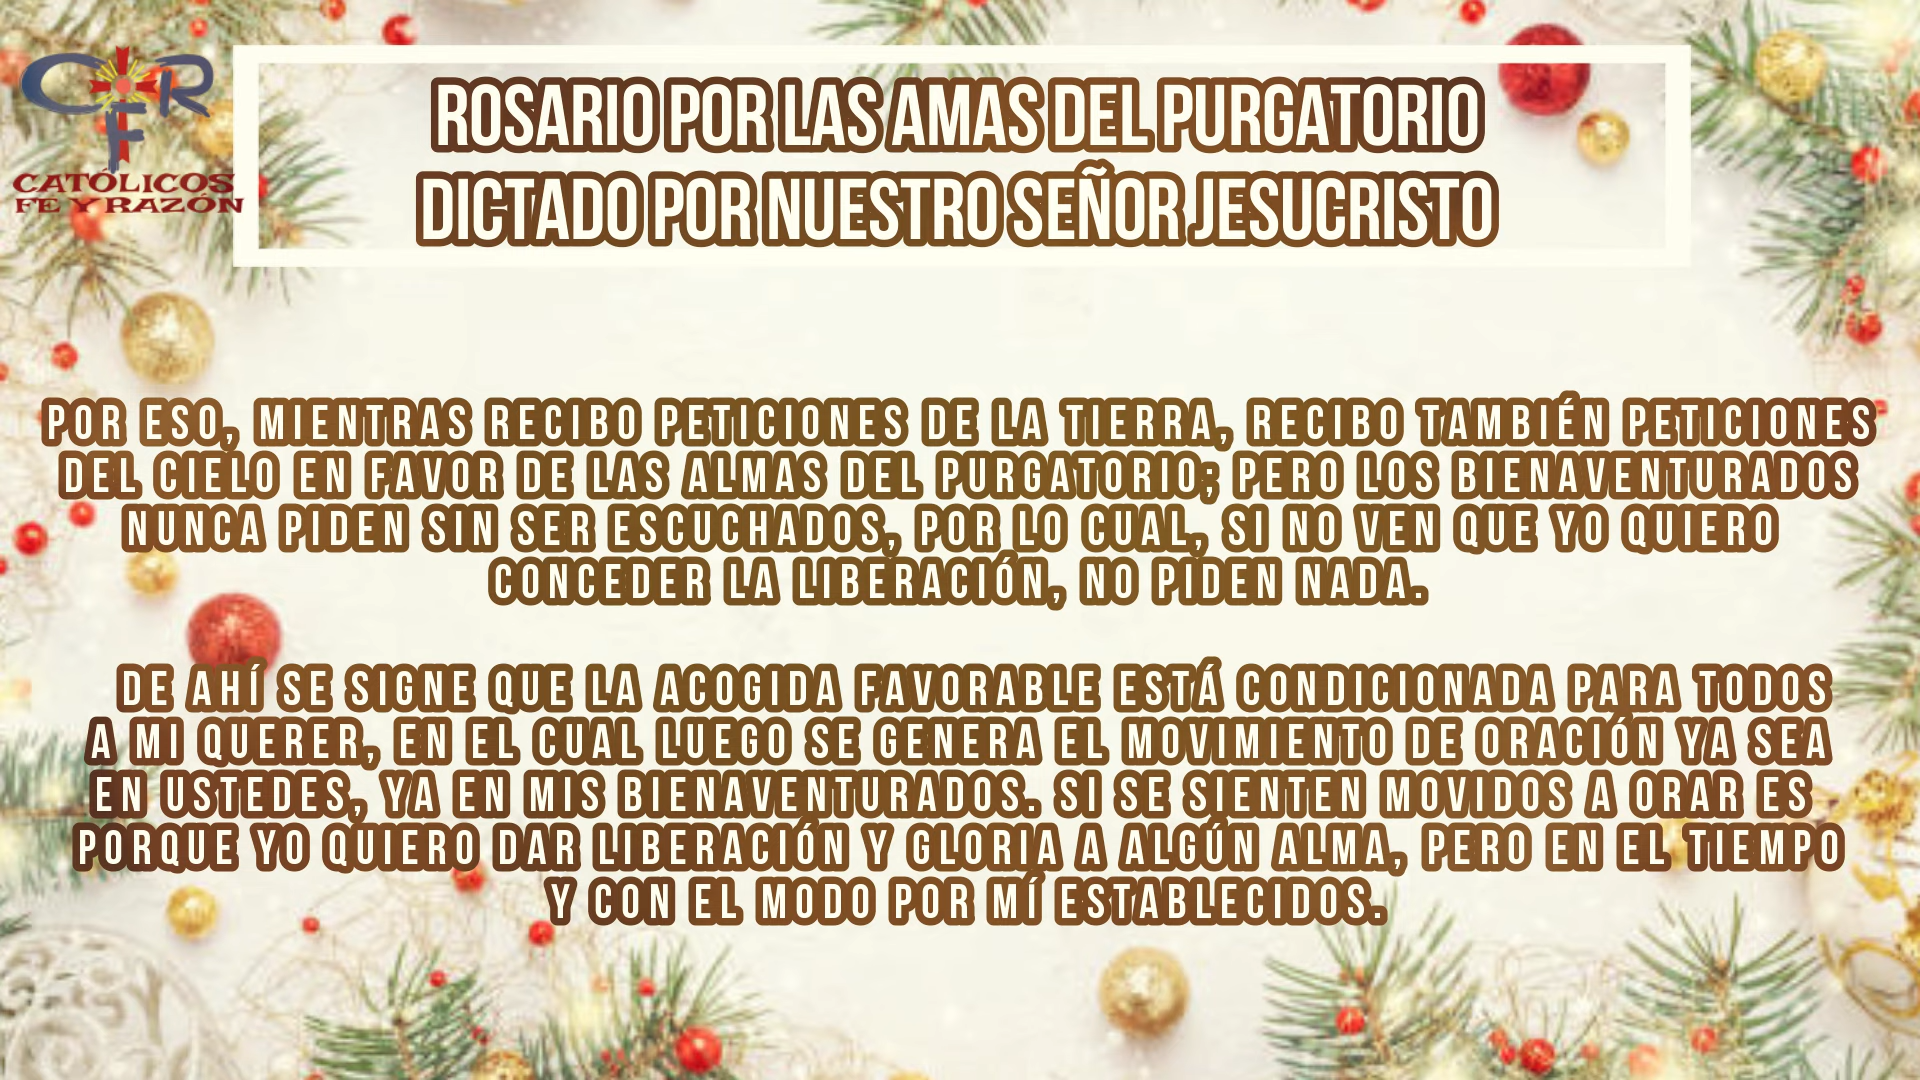 CFR
CATÓLICOS
FE Y RAZÓN
ROSARIO POR LAS AMAS DEL PURGATORIO
DICTADO POR NUESTRO SEÑOR JESUCRISTO
POR ESO, MIENTRAS RECIBO PETICIONES DE LA TIERRA, RECIBO TAMBIÉN PETICIONES
DEL CIELO EN FAVOR DE LAS ALMAS DEL PURGATORIO; PERO LOS BIENAVENTURADOS
NUNCA PIDEN SIN SER ESCUCHADOS, POR LO CUAL, SI NO VEN QUE YO QUIERO
CONCEDER LA LIBERACIÓN, NO PIDEN NADA.
DE AHÍ SE SIGNE QUE LA ACOGIDA FAVORABLE ESTÁ CONDICIONADA PARA TODOS
A MI QUERER, EN EL CUAL LUEGO SE GENERA EL MOVIMIENTO DE ORACIÓN YA SEA
EN USTEDES, YA EN MIS BIENAVENTURADOS. SI SE SIENTEN MOVIDOS A ORAR ES
PORQUE YO QUIERO DAR LIBERACIÓN Y GLORIA A ALGÚN ALMA, PERO EN EL TIEMPO
Y CON EL MODO POR MÍ ESTABLECIDOS.